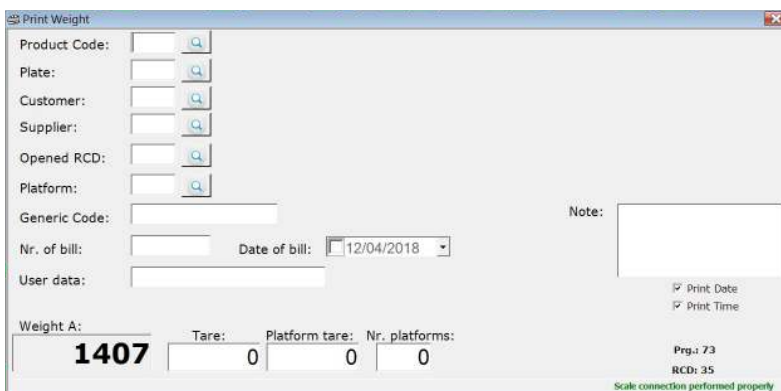 Print Weight
Product Code:
Plate:
Customer:
Supplier:
Opened RCD:
Platform:
Generic Code:
Note:
Nr. of bill:
Date of bill: 12/04/2018
User data:
Print Date
Print Time
Weight A:
Tare:
Platform tare:
Nr. platforms:
1407
0
0
0
Prg.: 73
RCD: 35
Scale connection performed properly